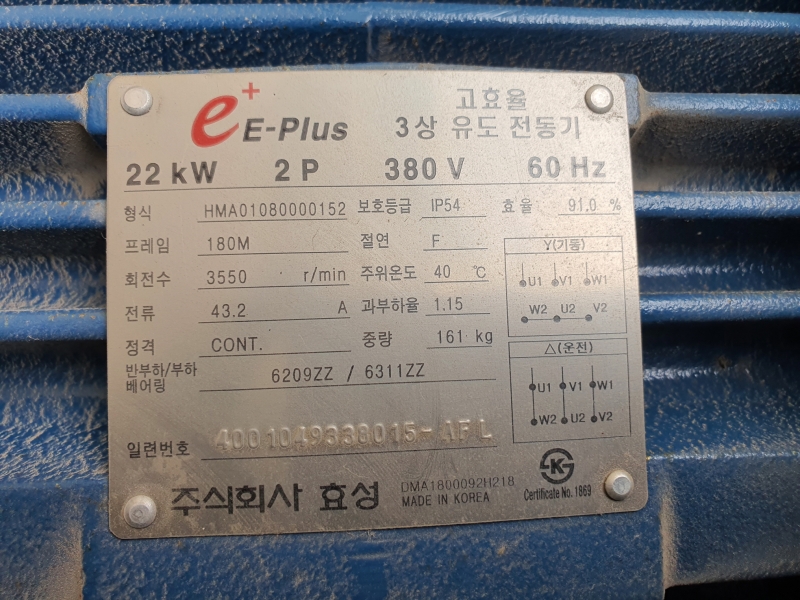 e+ E-Plus
고효율
3상 유도 전동기
22 kW 2 P 380 V 60 Hz
형식 HMA01080000152 보호등급 IP54 효율 91.0 %
프레임 180M 절연 F
회전수 3550 r/min 주위온도 40 ℃
전류 43.2 A 과부하율 1.15
정격 CONT. 중량 161 kg
반부하/부하
베어링 6209ZZ / 6311ZZ
Y(기동)
U1 V1 W1
W2 U2 V2
△(운전)
U1 V1 W1
W2 U2 V2
일련번호 4001049338015-AFL
주식회사 효성
DMA1800092H218
MADE IN KOREA
KS
Certificate No. 1869